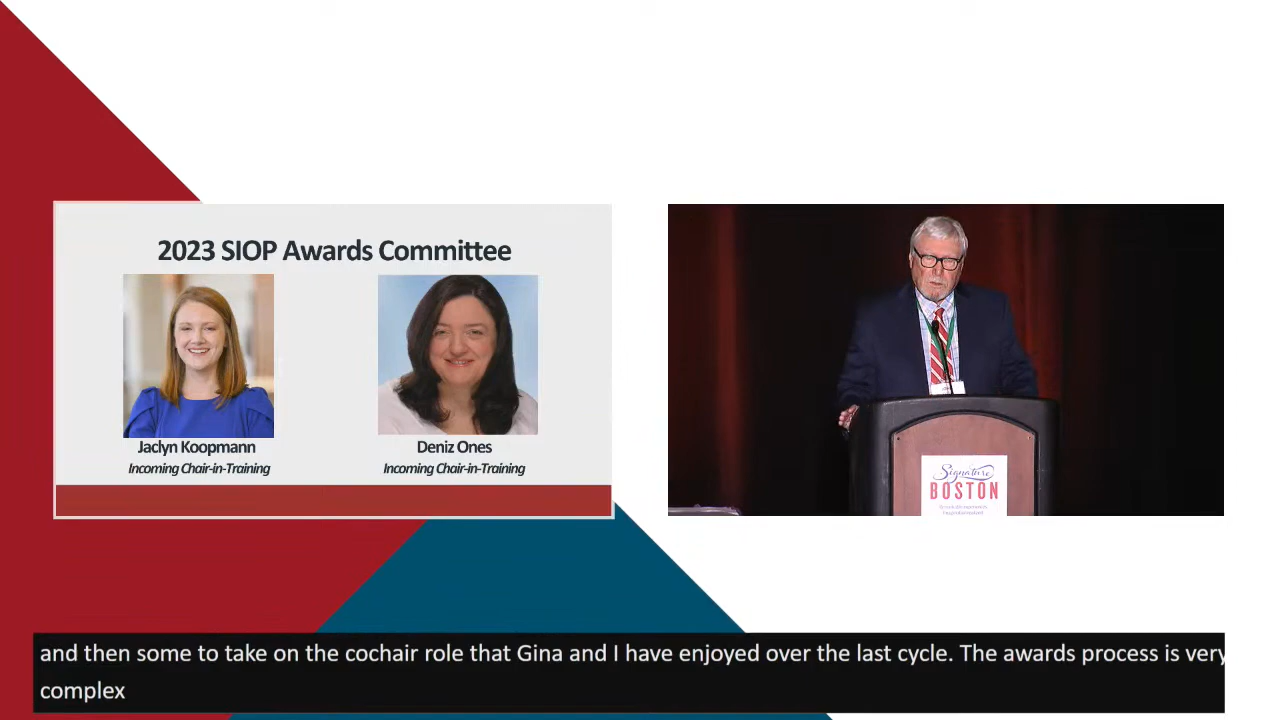 2023 SIOP Awards Committee
Jaclyn Koopmann
Incoming Chair-in-Training
Deniz Ones
Incoming Chair-in-Training
Signature
BOSTON
and then some to take on the cochair role that Gina and I have enjoyed over the last cycle. The awards process is very
complex